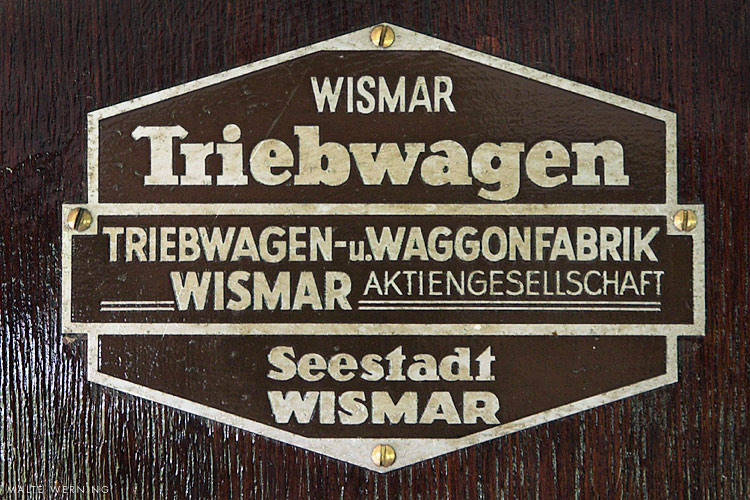 WISMAR
Triebwagen
TRIEBWAGEN-u.WAGGONFABRIK
WISMAR AKTIENGESELLSCHAFT
Seestadt
WISMAR
MALTE WERNING